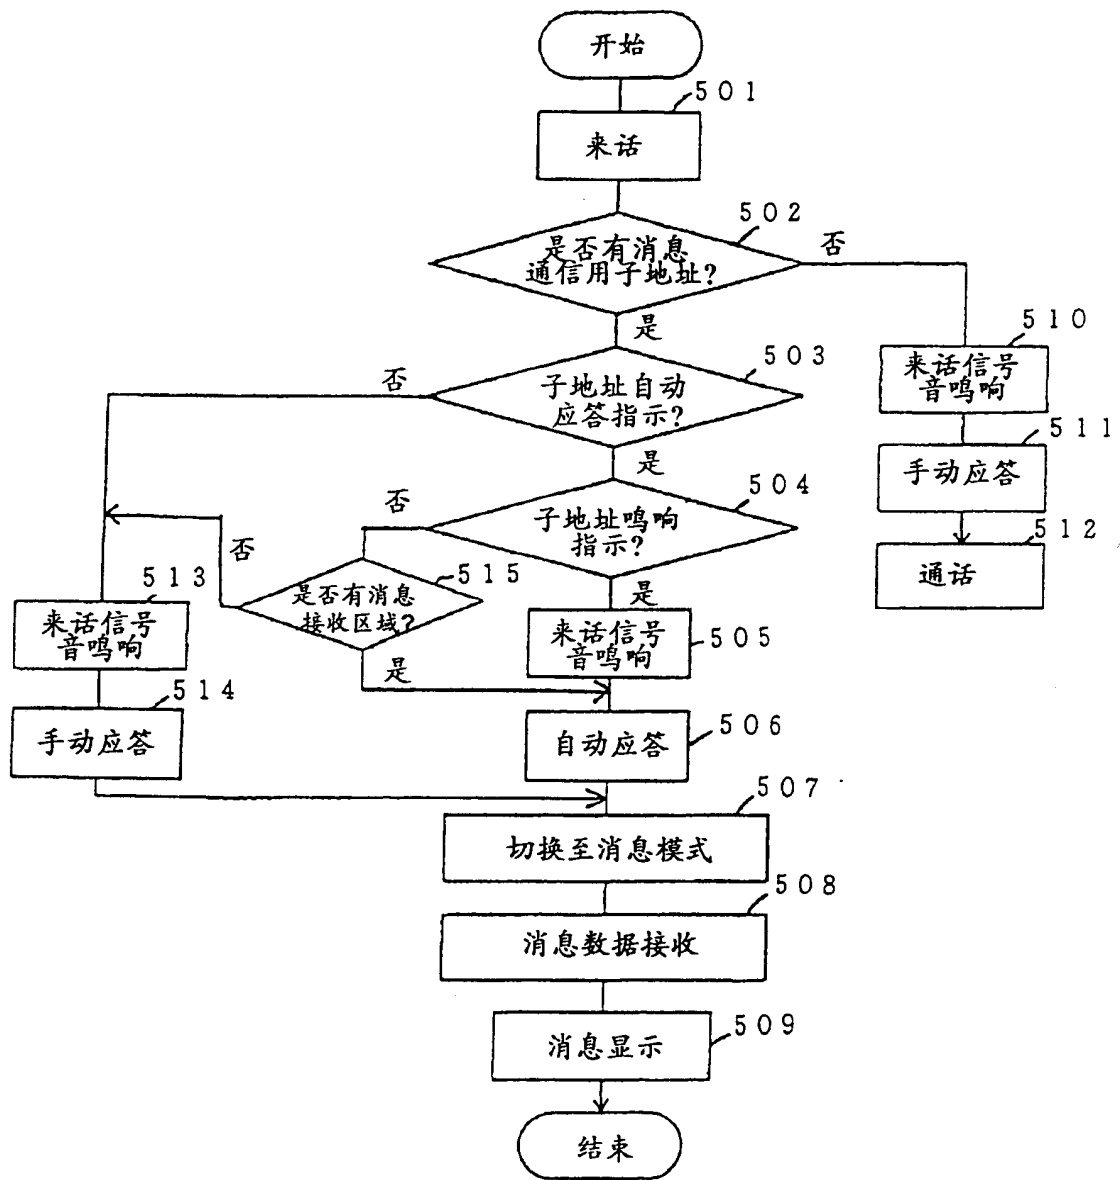 开始
501
来话
502
是否有消息
通信用子地址?
否
是
503
子地址自动
应答指示?
否
是
510
来话信号
音鸣响
511
手动应答
512
通话
504
子地址鸣响
指示?
否
是
515
是否有消息
接收区域?
否
是
513
来话信号
音鸣响
514
手动应答
505
来话信号
音鸣响
506
自动应答
507
切换至消息模式
508
消息数据接收
509
消息显示
结束